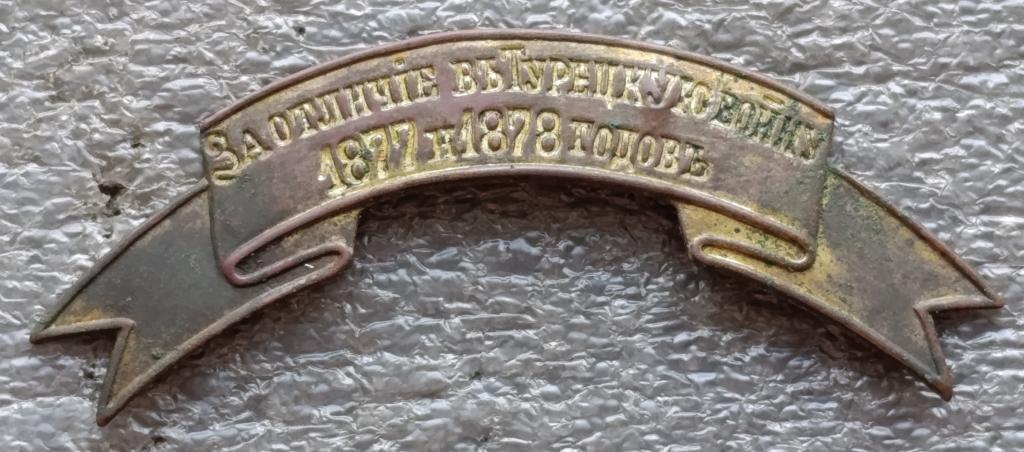 За отличіе въ Турецкую войну
1877 и 1878 годовъ